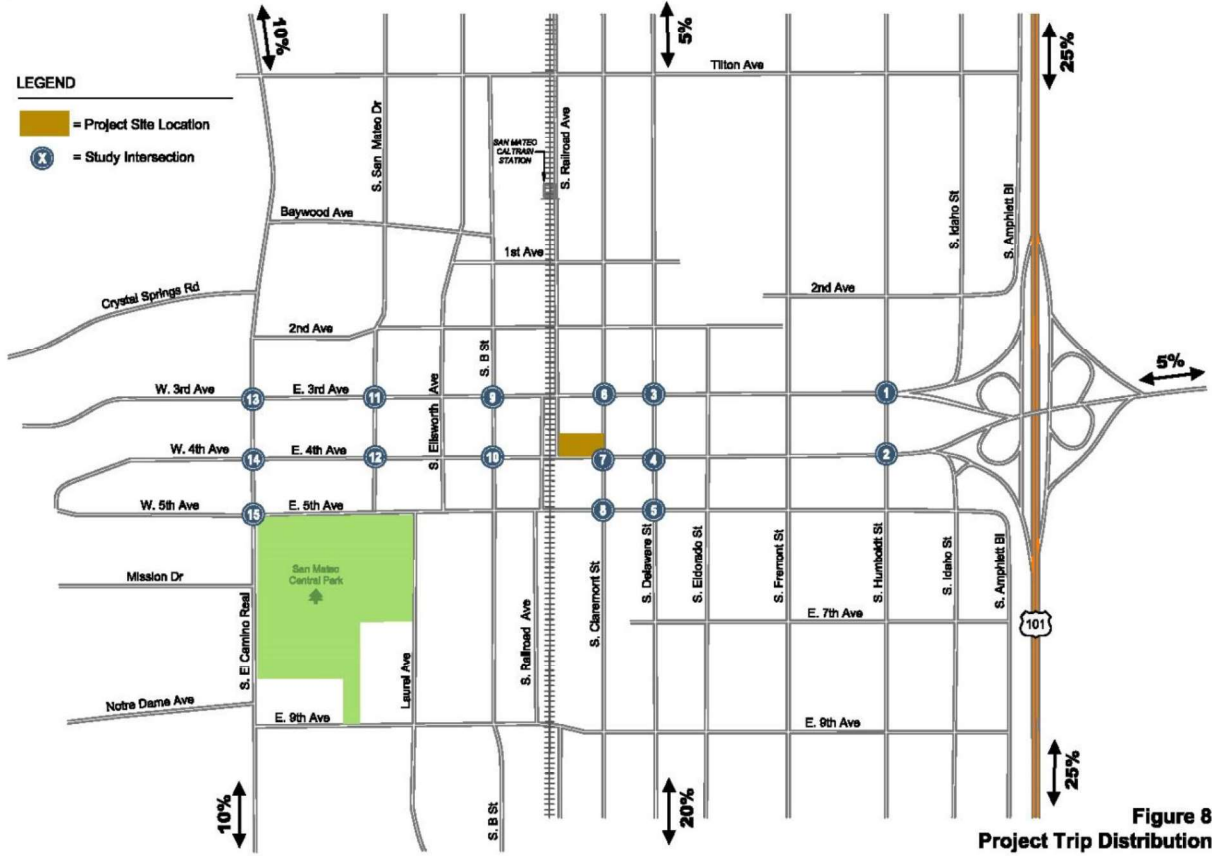 10%
5%
25%
Tilton Ave
LEGEND
= Project Site Location
X
= Study Intersection
S. San Mateo Dr
SAN MATEO
CALTRAIN
STATION
S. Railroad Ave
Baywood Ave
1st Ave
S. Idaho St
S. Amphlett Bl
Crystal Springs Rd
2nd Ave
2nd Ave
S. B St
5%
W. 3rd Ave
E. 3rd Ave
S. Ellsworth Ave
13
11
9
6
3
1
W. 4th Ave
E. 4th Ave
14
12
10
7
4
2
W. 5th Ave
E. 5th Ave
15
8
5
San Mateo
Central Park
Mission Dr
S. El Camino Real
Laurel Ave
S. Railroad Ave
S. Claremont St
S. Delaware St
S. Eldorado St
S. Fremont St
S. Humboldt St
S. Idaho St
S. Amphlett Bl
E. 7th Ave
101
Notre Dame Ave
E. 9th Ave
E. 9th Ave
10%
S. B St
20%
25%
Figure 8
Project Trip Distribution